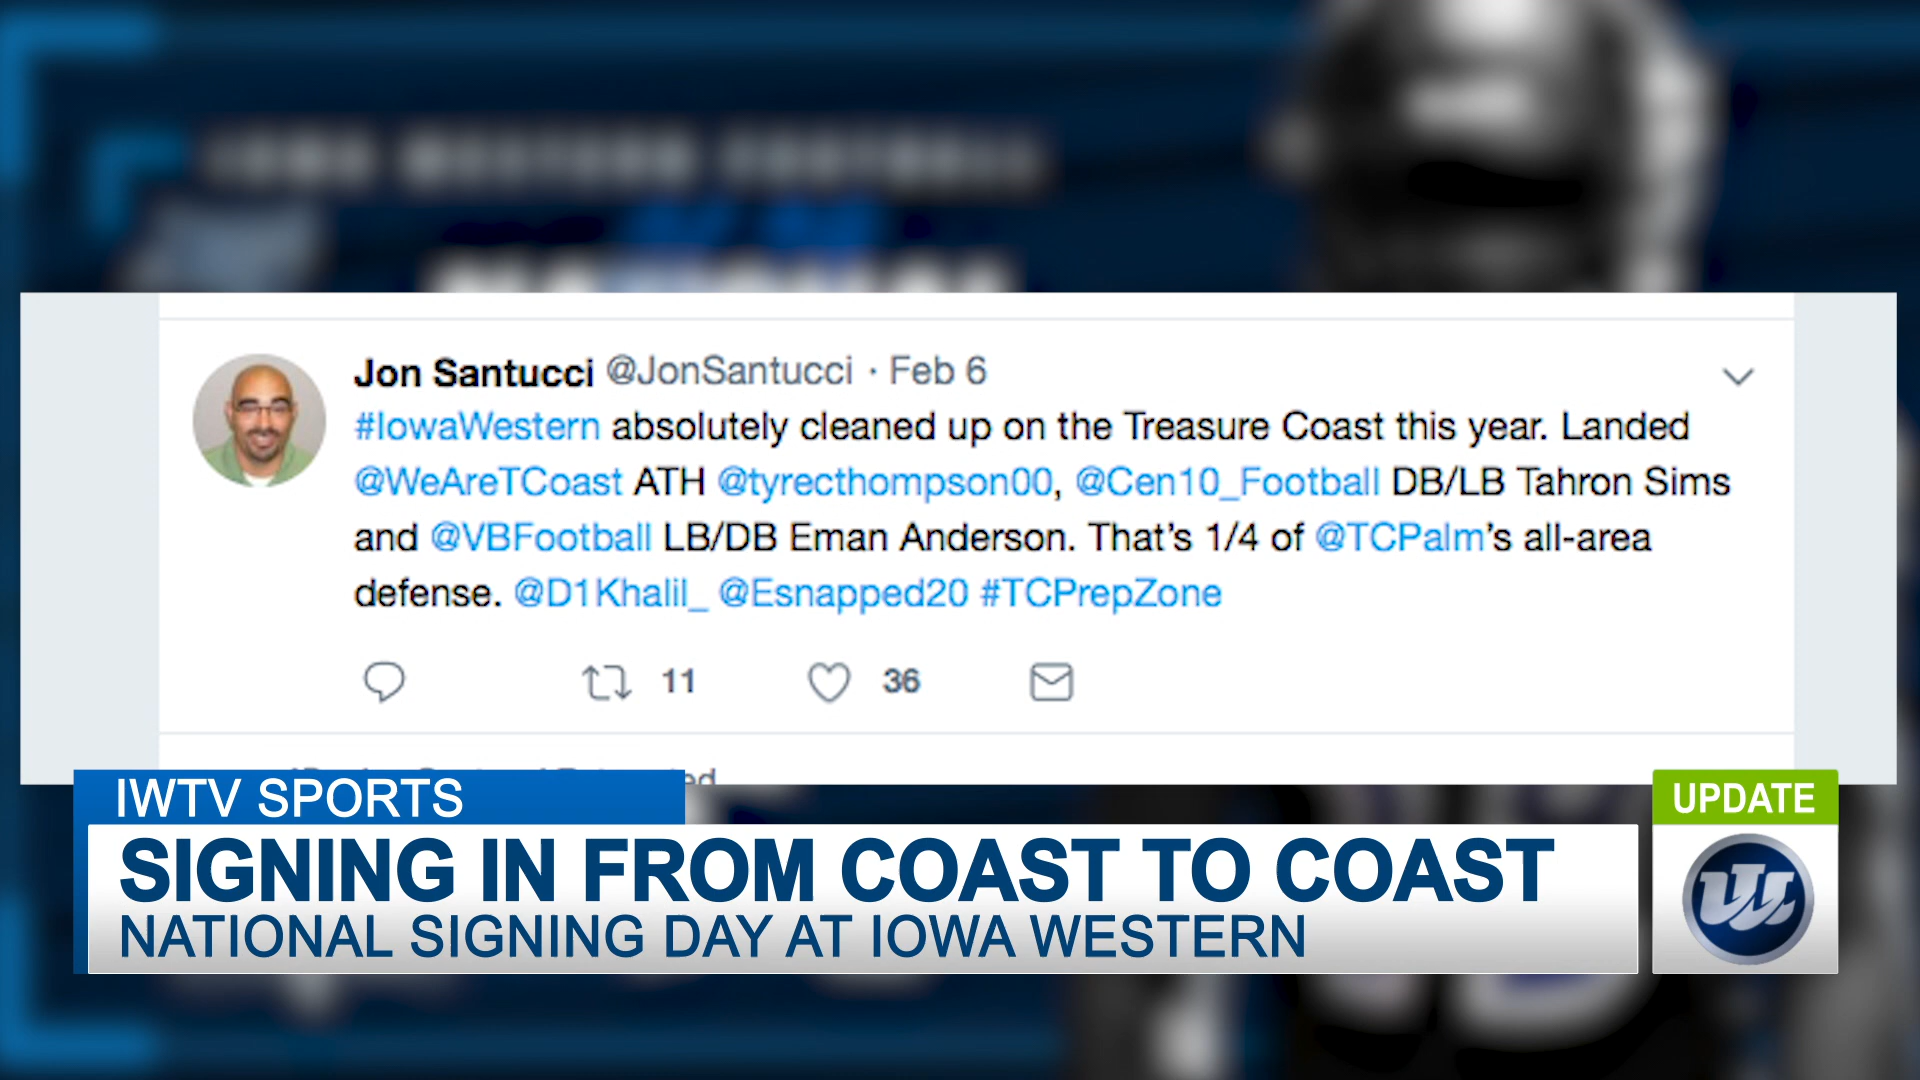 IOWA WESTERN FOOTBALL
Jon Santucci @JonSantucci · Feb 6
#IowaWestern absolutely cleaned up on the Treasure Coast this year. Landed
@WeAreTCoast ATH @tyrecthompson00, @Cen10_Football DB/LB Tahron Sims
and @VBFootball LB/DB Eman Anderson. That's 1/4 of @TCPalm's all-area
defense. @D1Khalil_ @Esnapped20 #TCPrepZone
11 36
IWTV SPORTS
UPDATE
SIGNING IN FROM COAST TO COAST
NATIONAL SIGNING DAY AT IOWA WESTERN